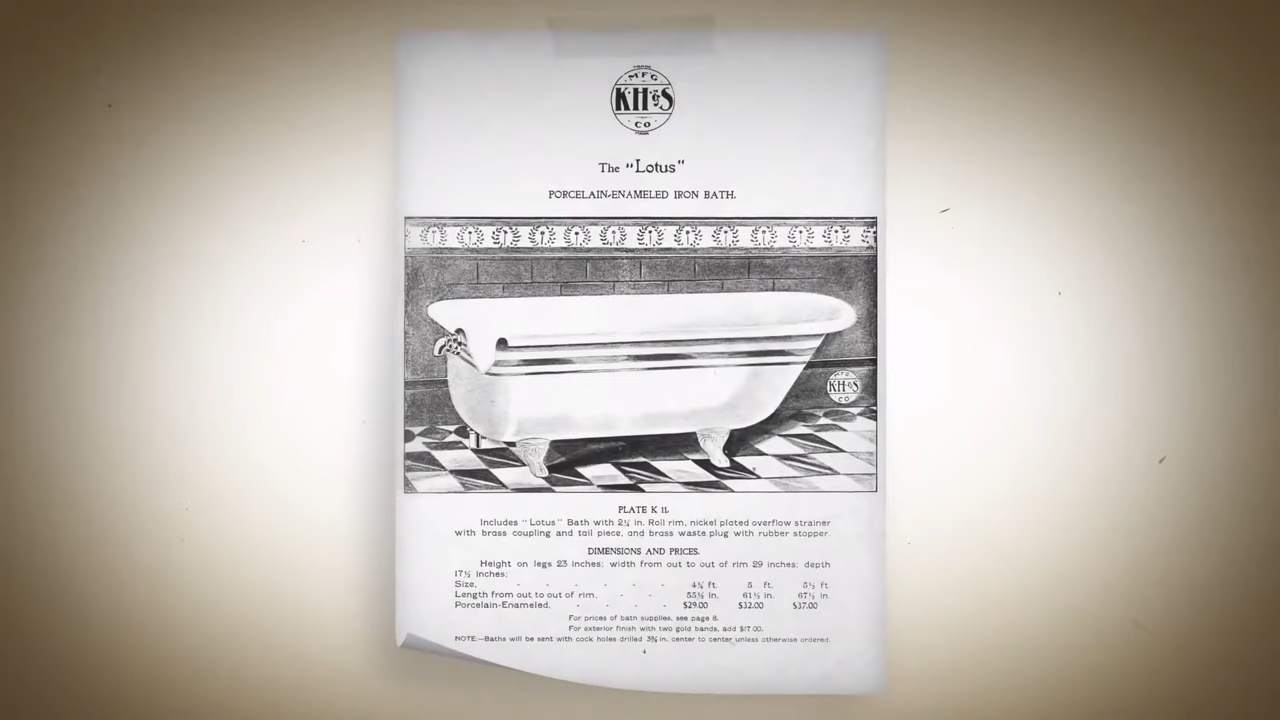 TRADE
MFG
KH&S
CO
MARK
The "Lotus"
PORCELAIN-ENAMELED IRON BATH.
MFG
KH&S
CO
PLATE K 11.
Includes "Lotus" Bath with 2¼ in. Roll rim, nickel plated overflow strainer
with brass coupling and tail piece, and brass waste plug with rubber stopper.
DIMENSIONS AND PRICES.
Height on legs 23 inches; width from out to out of rim 29 inches; depth
17½ inches;
Size, - - - - - - 4½ ft. 5 ft. 5½ ft.
Length from out to out of rim, - - 55½ in. 61½ in. 67½ in.
Porcelain-Enameled, - - - - $29.00 $32.00 $37.00
For prices of bath supplies, see page 8.
For exterior finish with two gold bands, add $17.00.
NOTE:—Baths will be sent with cock holes drilled 3⅜ in. center to center unless otherwise ordered.
4